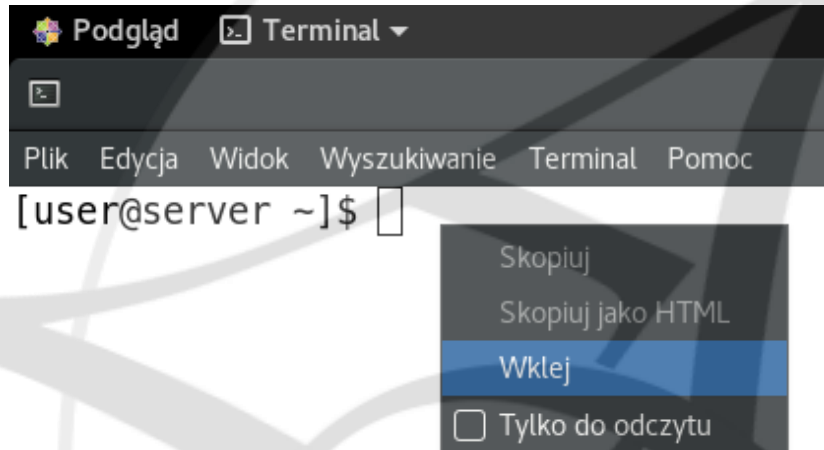 Podgląd Terminal
Plik Edycja Widok Wyszukiwanie Terminal Pomoc
[user@server ~]$
Skopiuj
Skopiuj jako HTML
Wklej
Tylko do odczytu